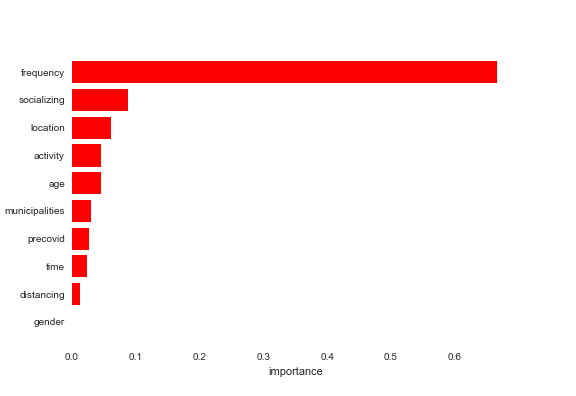 frequency
socializing
location
activity
age
municipalities
precovid
time
distancing
gender
0.0 0.1 0.2 0.3 0.4 0.5 0.6
importance